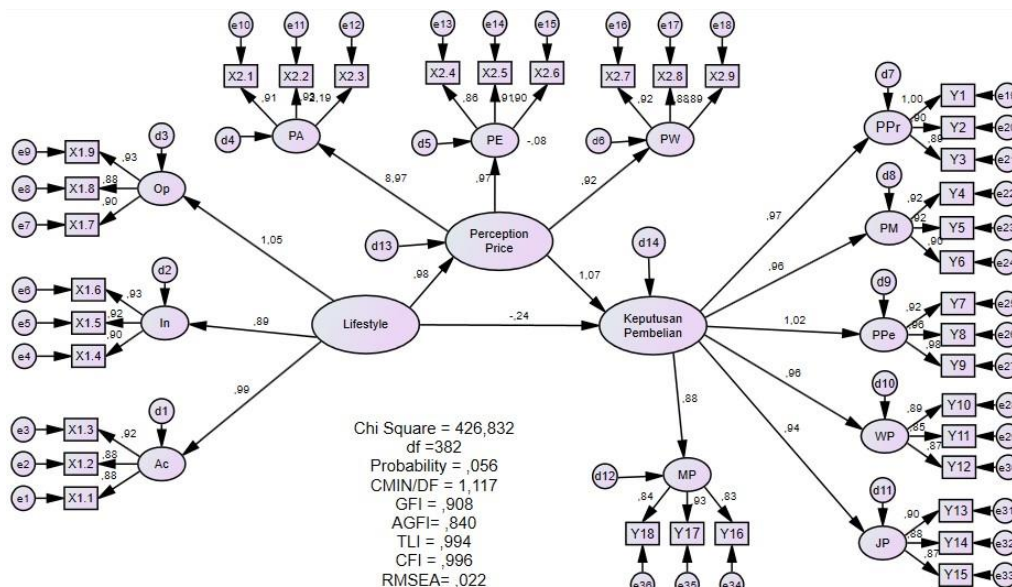 e10 e11 e12 e13 e14 e15 e16 e17 e18
X2.1 X2.2 X2.3 X2.4 X2.5 X2.6 X2.7 X2.8 X2.9
,91 ,86 ,90 ,92 ,88 ,89
d4 PA d5 PE -,08 d6 PW
d7
PPr
1,00 ,90 ,89
Y1
Y2
Y3
d3
e9 X1.9 ,93
e8 X1.8 ,88 Op
e7 X1.7 ,90
8,97 ,97 ,92
d8
PM
,92 ,92 ,90
Y4 e22
Y5 e23
Y6 e24
d13
Perception
Price
d14
,97
,96
1,05
,98
1,07
d2
e6 X1.6 ,93
e5 X1.5 ,92 In
e4 X1.4 ,90
,89
Lifestyle
-,24
Keputusan
Pembelian
1,02
d9
PPe
,92 ,96 ,98
Y7
Y8
Y9
,99
,96
,94
,88
d10
WP
,89 ,85 ,87
Y10
Y11
Y12
d1
e3 X1.3 ,92
e2 X1.2 ,88 Ac
e1 X1.1 ,88
Chi Square = 426,832
df =382
Probability = ,056
CMIN/DF = 1,117
GFI = ,908
AGFI= ,840
TLI = ,994
CFI = ,996
RMSEA= ,022
d12 MP
,84 ,93 ,83
Y18 Y17 Y16
e36 e35 e34
d11
JP
,90 ,88 ,87
Y13 e31
Y14 e32
Y15 e33